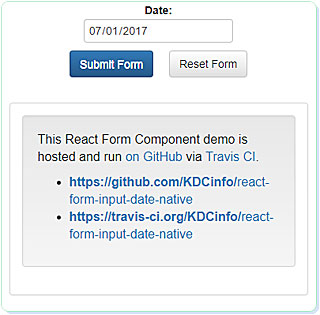 Date:
07/01/2017
Submit Form Reset Form
This React Form Component demo is
hosted and run on GitHub via Travis CI.
• https://github.com/KDCinfo/react-
form-input-date-native
• https://travis-ci.org/KDCinfo/react-
form-input-date-native